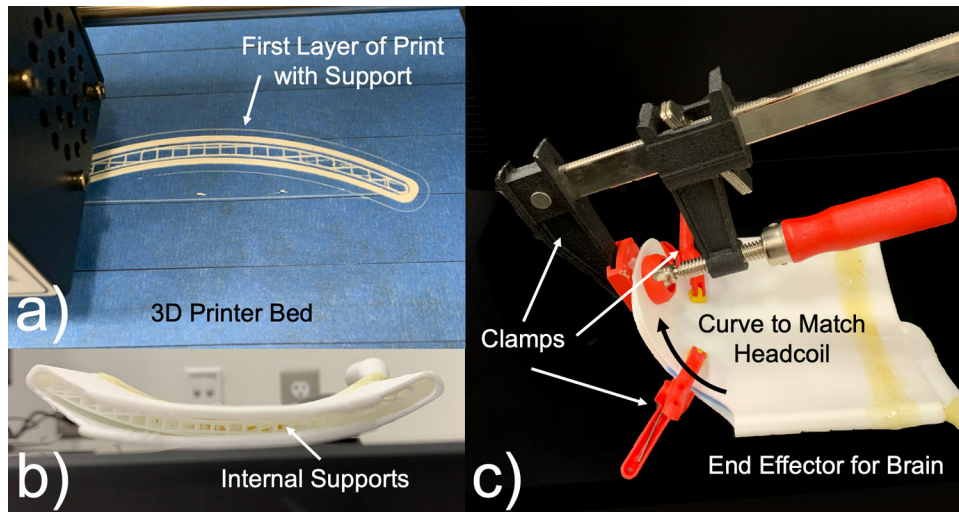 First Layer of Print
with Support
3D Printer Bed
a)
Internal Supports
b)
Clamps
Curve to Match
Headcoil
End Effector for Brain
c)